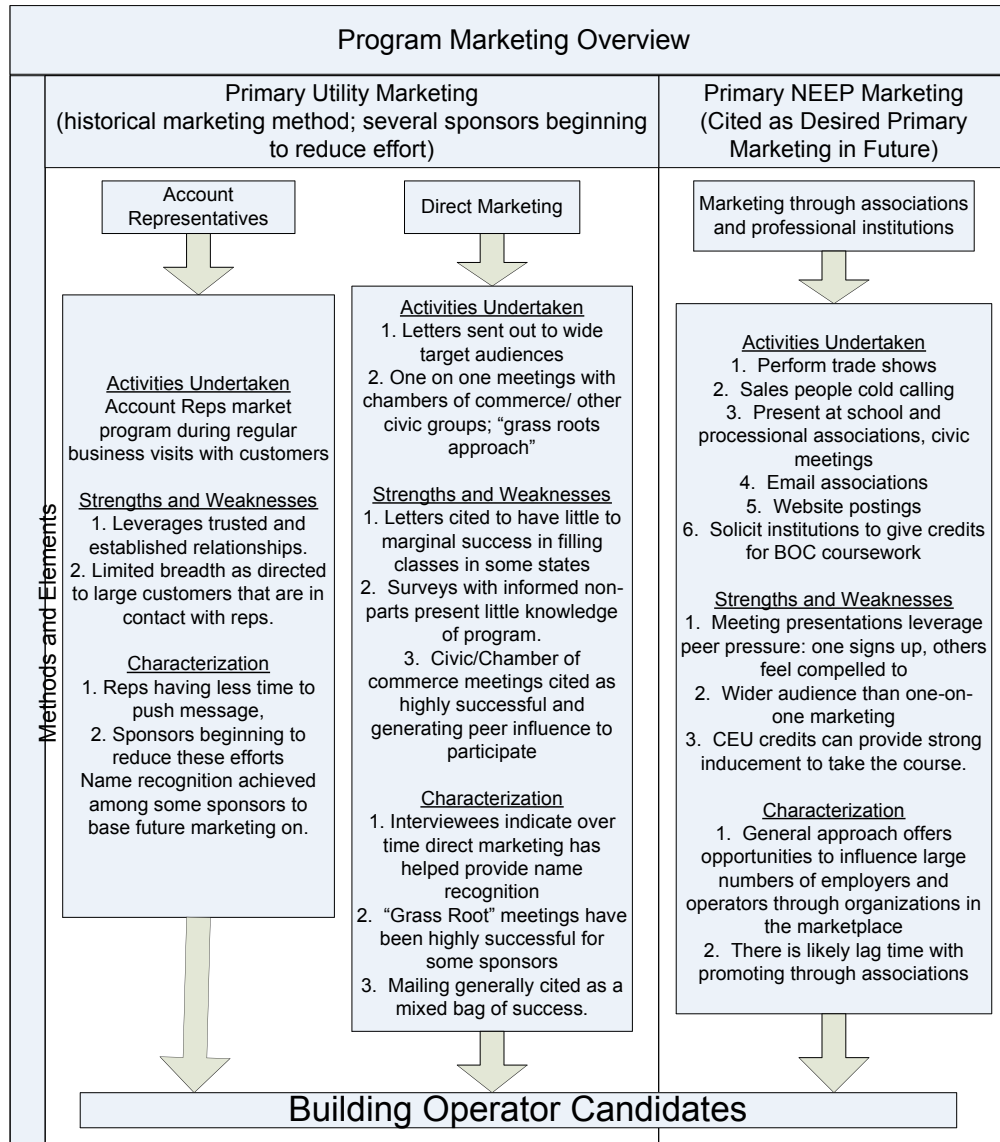 Program Marketing Overview
Methods and Elements
Primary Utility Marketing
(historical marketing method; several sponsors beginning
to reduce effort)
Primary NEEP Marketing
(Cited as Desired Primary
Marketing in Future)
Account
Representatives
Activities Undertaken
Account Reps market
program during regular
business visits with customers
Strengths and Weaknesses
1. Leverages trusted and
established relationships.
2. Limited breadth as directed
to large customers that are in
contact with reps.
Characterization
1. Reps having less time to
push message,
2. Sponsors beginning to
reduce these efforts
Name recognition achieved
among some sponsors to
base future marketing on.
Direct Marketing
Activities Undertaken
1. Letters sent out to wide
target audiences
2. One on one meetings with
chambers of commerce/ other
civic groups; “grass roots
approach”
Strengths and Weaknesses
1. Letters cited to have little to
marginal success in filling
classes in some states
2. Surveys with informed non-
parts present little knowledge
of program.
3. Civic/Chamber of
commerce meetings cited as
highly successful and
generating peer influence to
participate
Characterization
1. Interviewees indicate over
time direct marketing has
helped provide name
recognition
2. “Grass Root” meetings have
been highly successful for
some sponsors
3. Mailing generally cited as a
mixed bag of success.
Marketing through associations
and professional institutions
Activities Undertaken
1. Perform trade shows
2. Sales people cold calling
3. Present at school and
processional associations, civic
meetings
4. Email associations
5. Website postings
6. Solicit institutions to give credits
for BOC coursework
Strengths and Weaknesses
1. Meeting presentations leverage
peer pressure: one signs up, others
feel compelled to
2. Wider audience than one-on-
one marketing
3. CEU credits can provide strong
inducement to take the course.
Characterization
1. General approach offers
opportunities to influence large
numbers of employers and
operators through organizations in
the marketplace
2. There is likely lag time with
promoting through associations
Building Operator Candidates